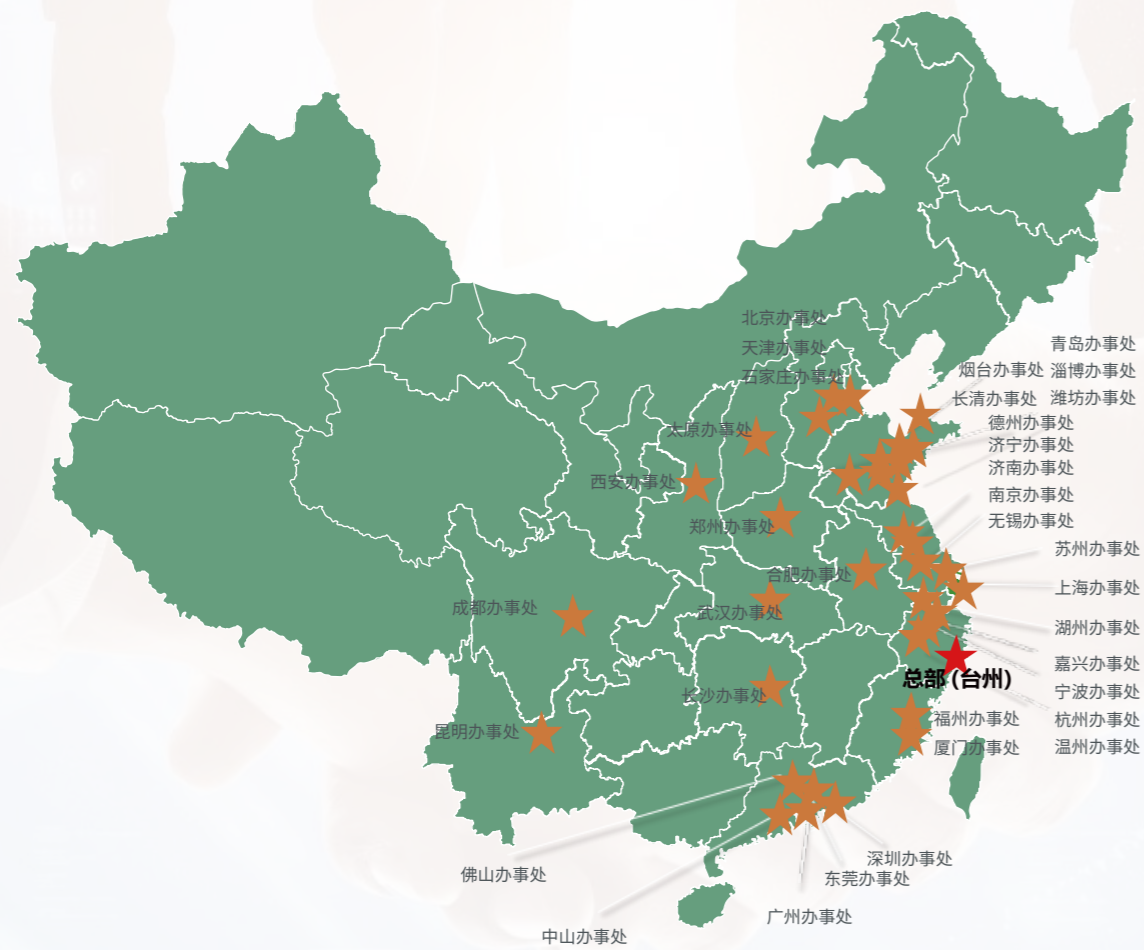 北京办事处
天津办事处
石家庄办事处
太原办事处
西安办事处
郑州办事处
合肥办事处
武汉办事处
成都办事处
长沙办事处
昆明办事处
青岛办事处
烟台办事处 淄博办事处
长清办事处 潍坊办事处
德州办事处
济宁办事处
济南办事处
南京办事处
无锡办事处
苏州办事处
上海办事处
湖州办事处
嘉兴办事处
总部 (台州)
宁波办事处
福州办事处 杭州办事处
厦门办事处 温州办事处
深圳办事处
东莞办事处
佛山办事处
广州办事处
中山办事处